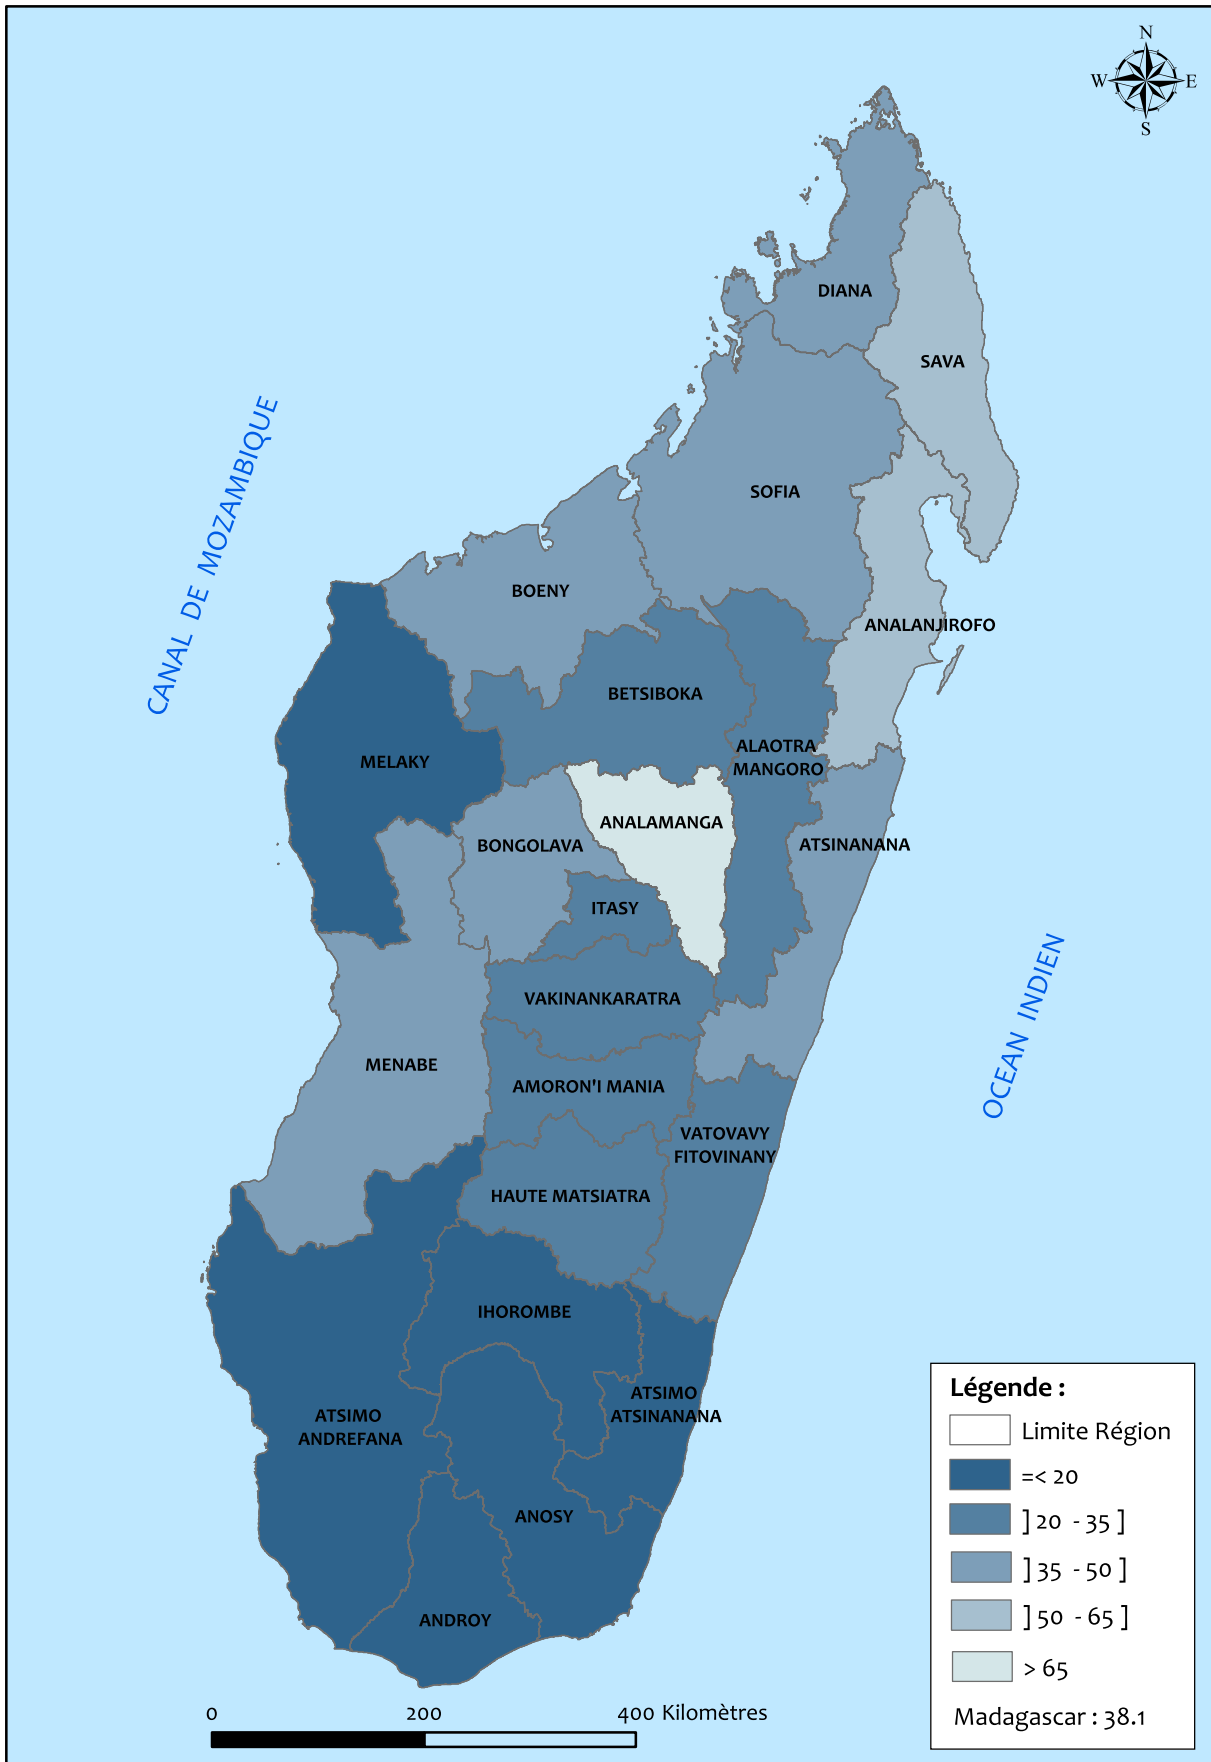 N
W E
S
DIANA
SAVA
CANAL DE MOZAMBIQUE
SOFIA
BOENY
ANALANJIROFO
BETSIBOKA
ALAOTRA
MANGORO
MELAKY
ANALAMANGA
BONGOLAVA
ATSINANANA
ITASY
VAKINANKARATRA
OCEAN INDIEN
MENABE
AMORON'I MANIA
VATOVAVY
FITOVINANY
HAUTE MATSIATRA
IHOROMBE
ATSIMO
ATSINANANA
ATSIMO
ANDREFANA
ANOSY
ANDROY
Légende :
Limite Région
=< 20
] 20 - 35 ]
] 35 - 50 ]
] 50 - 65 ]
> 65
Madagascar : 38.1
0 200 400 Kilomètres